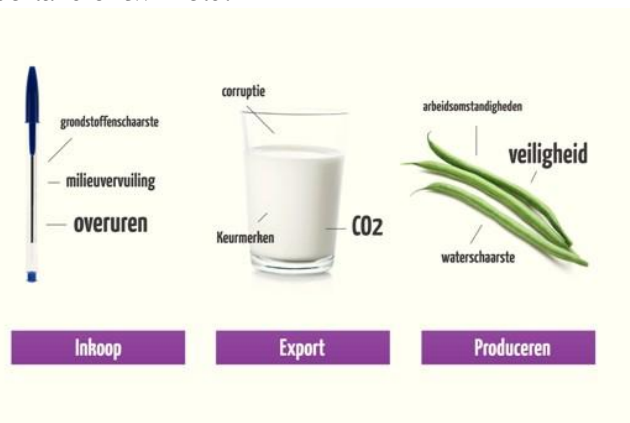 grondstoffenschaarste
milieuvervuiling
overuren
corruptie
Keurmerken
CO2
arbeidsomstandigheden
veiligheid
waterschaarste
Inkoop
Export
Produceren